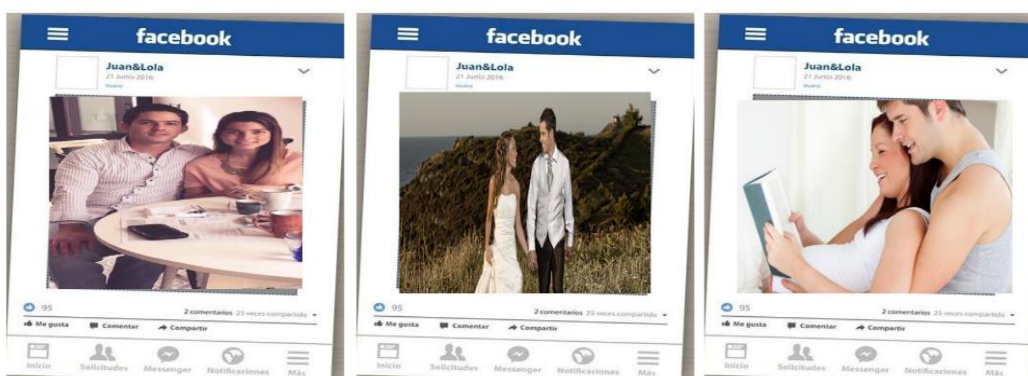 facebook
Juan&Lola
21 Junio 2016
Madrid
95
2 comentarios 25 veces compartido
Me gusta Comentar Compartir
Inicio Solicitudes Messenger Notificaciones Más
facebook
Juan&Lola
21 Junio 2016
Madrid
95
2 comentarios 25 veces compartido
Me gusta Comentar Compartir
Inicio Solicitudes Messenger Notificaciones Más
facebook
Juan&Lola
21 Junio 2016
Madrid
95
2 comentarios 25 veces compartido
Me gusta Comentar Compartir
Inicio Solicitudes Messenger Notificaciones Más